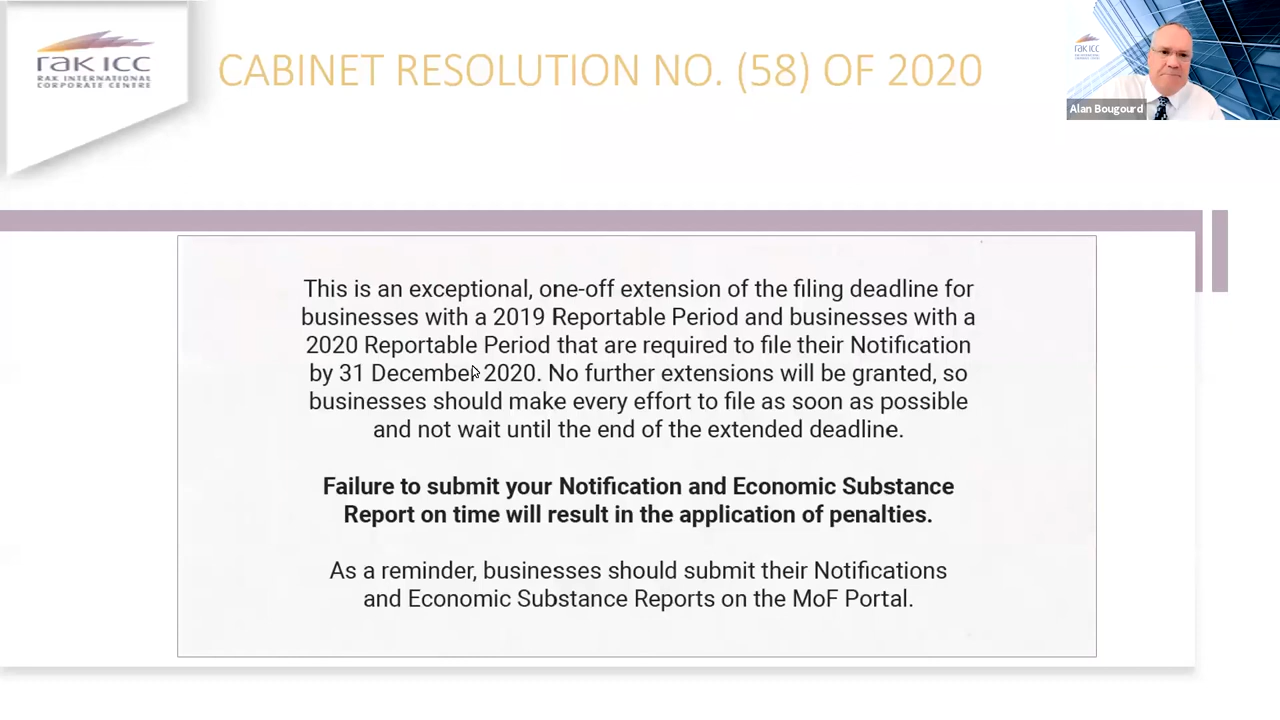 rak icc
RAK INTERNATIONAL
CORPORATE CENTRE
CABINET RESOLUTION NO. (58) OF 2020
rak icc
Alan Bougourd
This is an exceptional, one-off extension of the filing deadline for
businesses with a 2019 Reportable Period and businesses with a
2020 Reportable Period that are required to file their Notification
by 31 December 2020. No further extensions will be granted, so
businesses should make every effort to file as soon as possible
and not wait until the end of the extended deadline.
Failure to submit your Notification and Economic Substance
Report on time will result in the application of penalties.
As a reminder, businesses should submit their Notifications
and Economic Substance Reports on the MoF Portal.